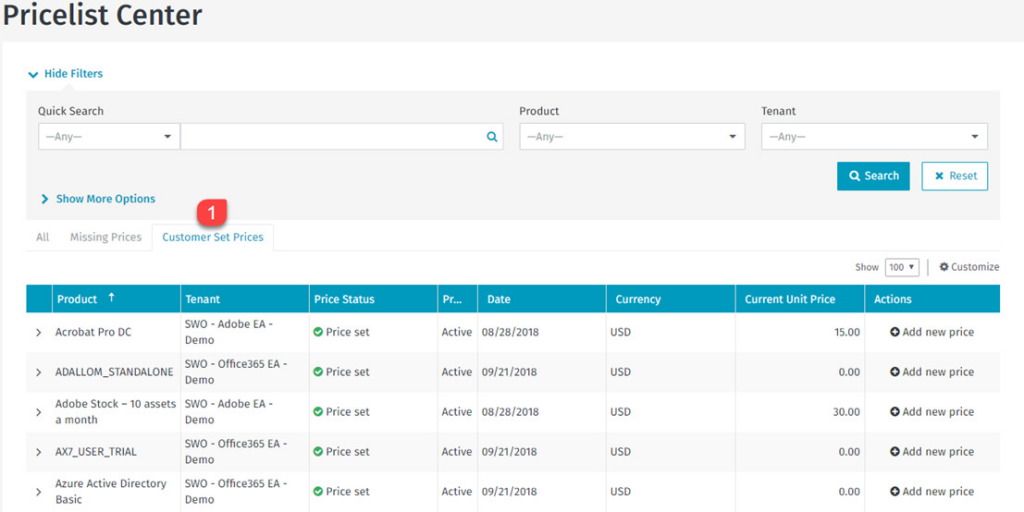 Pricelist Center
Hide Filters
Quick Search Product Tenant
—Any— —Any— —Any—
Search Reset
Show More Options
1
All Missing Prices Customer Set Prices
Show 100 Customize
Product Tenant Price Status Pr... Date Currency Current Unit Price Actions
Acrobat Pro DC SWO - Adobe EA - Demo Price set Active 08/28/2018 USD 15.00 Add new price
ADALLOM_STANDALONE SWO - Office365 EA - Demo Price set Active 09/21/2018 USD 0.00 Add new price
Adobe Stock – 10 assets a month SWO - Adobe EA - Demo Price set Active 08/28/2018 USD 30.00 Add new price
AX7_USER_TRIAL SWO - Office365 EA - Demo Price set Active 09/21/2018 USD 0.00 Add new price
Azure Active Directory Basic SWO - Office365 EA - Demo Price set Active 09/21/2018 USD 0.00 Add new price